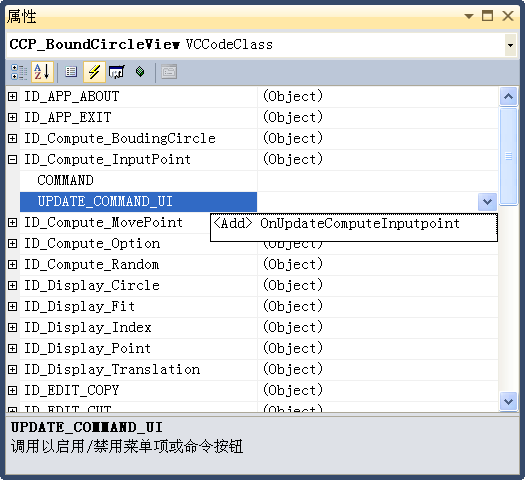 属性
CCP_BoundCircleView VCCodeClass
ID_APP_ABOUT (Object)
ID_APP_EXIT (Object)
ID_Compute_BoudingCircle (Object)
ID_Compute_InputPoint (Object)
COMMAND
UPDATE_COMMAND_UI
ID_Compute_MovePoint
<Add> OnUpdateComputeInputpoint
ID_Compute_Option (Object)
ID_Compute_Random (Object)
ID_Display_Circle (Object)
ID_Display_Fit (Object)
ID_Display_Index (Object)
ID_Display_Point (Object)
ID_Display_Translation (Object)
ID_EDIT_COPY (Object)
ID_EDIT_CUT (Object)
UPDATE_COMMAND_UI
调用以启用/禁用菜单项或命令按钮